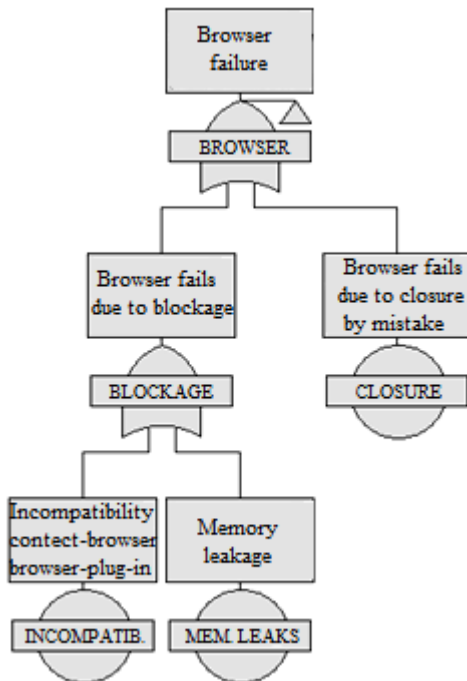 Browser
failure
BROWSER
Browser fails
due to blockage
Browser fails
due to closure
by mistake
BLOCKAGE
CLOSURE
Incompatibility
contect-browser
browser-plug-in
Memory
leakage
INCOMPATIB.
MEM. LEAKS